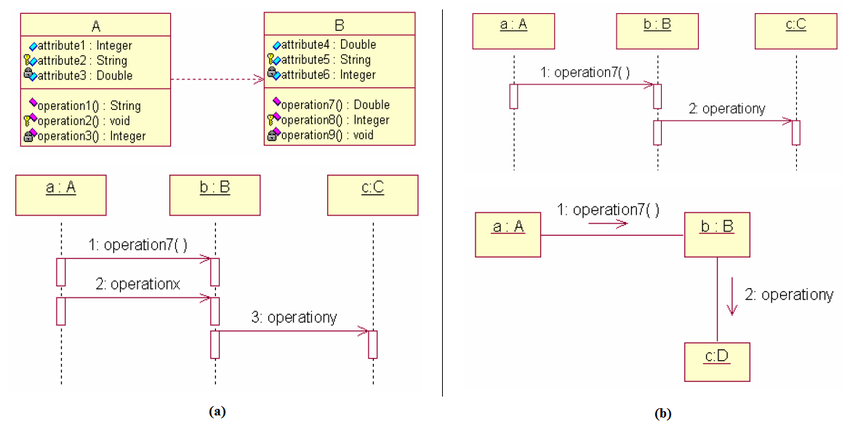 A
attribute1 : Integer
attribute2 : String
attribute3 : Double
operation1() : String
operation2() : void
operation3() : Integer
B
attribute4 : Double
attribute5 : String
attribute6 : Integer
operation7() : Double
operation8() : Integer
operation9() : void
a : A
b : B
c:C
1: operation7( )
2: operationx
3: operationy
(a)
a : A
b : B
c:C
1: operation7( )
2: operationy
a : A
1: operation7( )
b : B
2: operationy
c:D
(b)